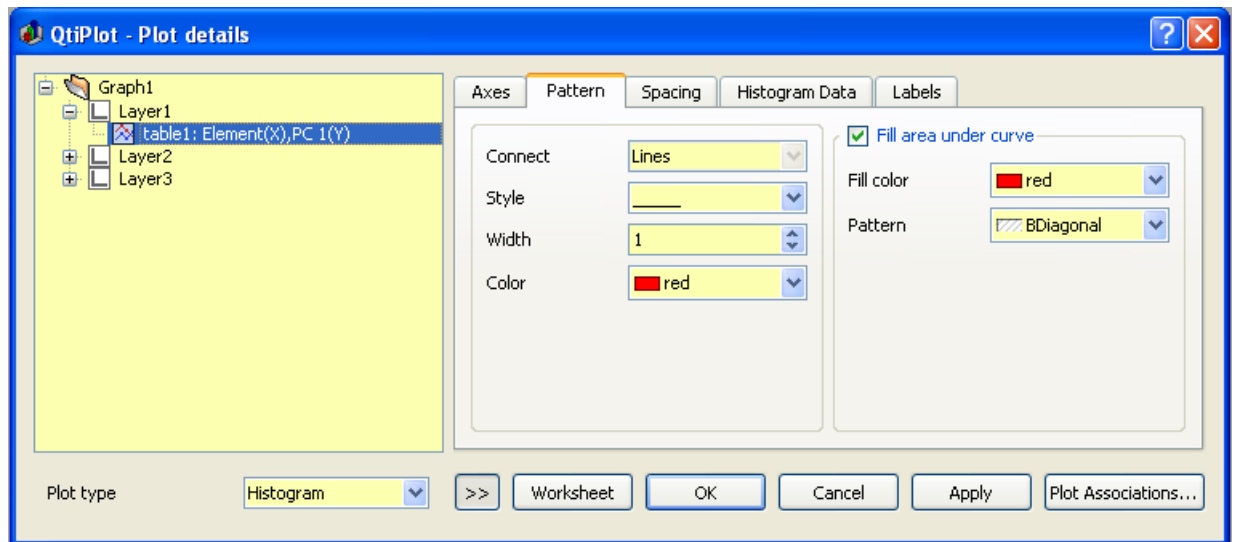 QtiPlot - Plot details
Graph1
Layer1
table1: Element(X),PC 1(Y)
Layer2
Layer3
Axes Pattern Spacing Histogram Data Labels
Connect Lines
Style
Width 1
Color red
Fill area under curve
Fill color red
Pattern BDiagonal
Plot type Histogram >> Worksheet OK Cancel Apply Plot Associations...